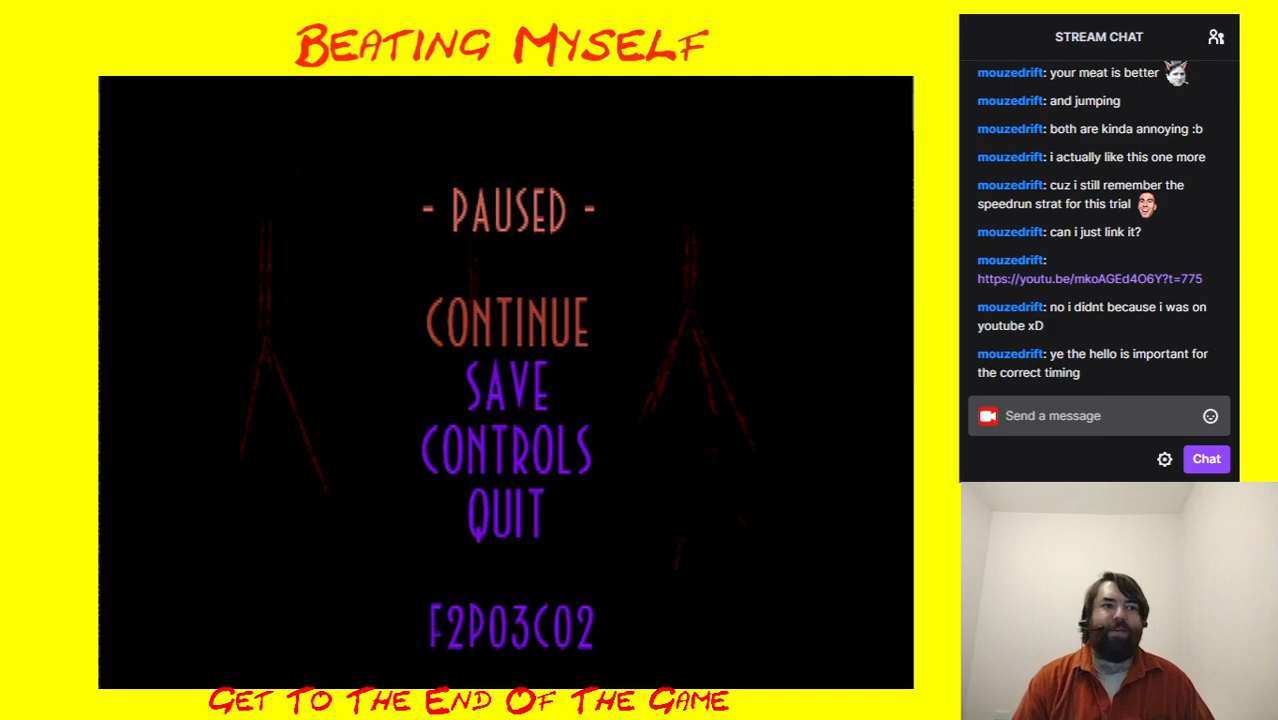 Beating Myself
- PAUSED -
CONTINUE
SAVE
CONTROLS
QUIT
F2P03C02
Get To The End Of The Game
STREAM CHAT
mouzedrift: your meat is better
mouzedrift: and jumping
mouzedrift: both are kinda annoying :b
mouzedrift: i actually like this one more
mouzedrift: cuz i still remember the
speedrun strat for this trial
mouzedrift: can i just link it?
mouzedrift:
https://youtu.be/mkoAGEd4O6Y?t=775
mouzedrift: no i didnt because i was on
youtube xD
mouzedrift: ye the hello is important for
the correct timing
Send a message
Chat